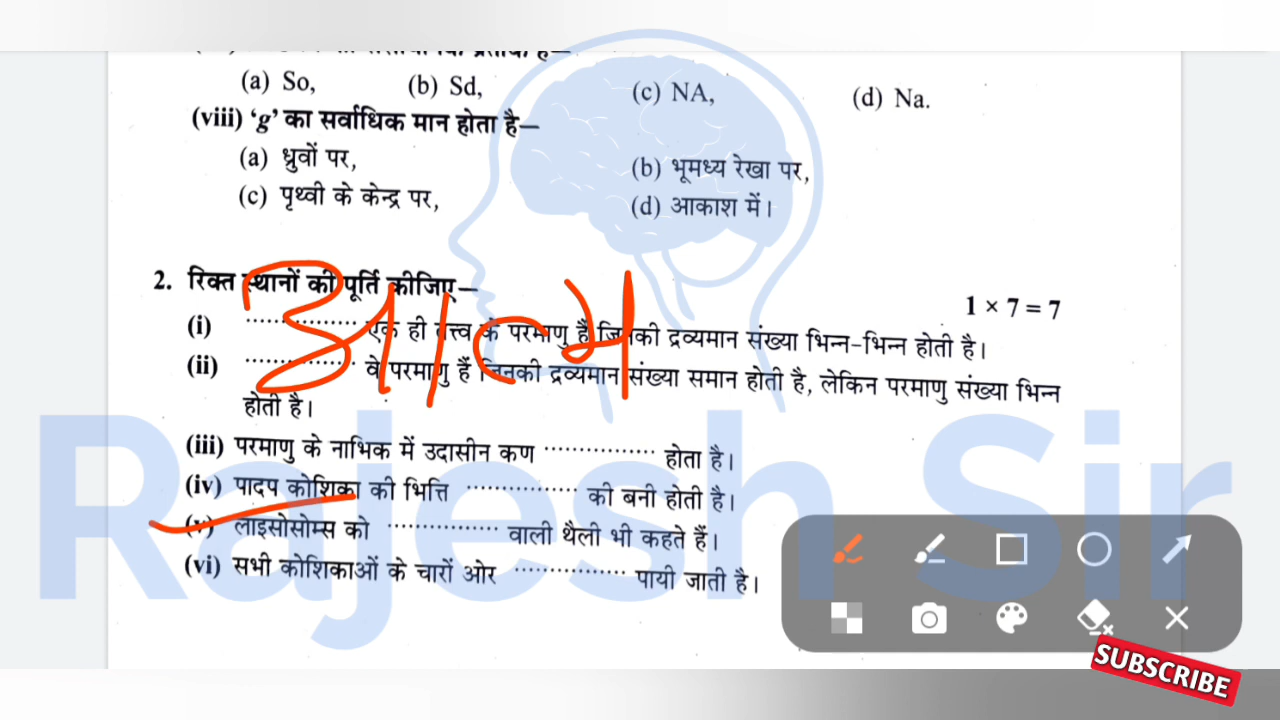 (a) So, (b) Sd, (c) NA, (d) Na.
(viii) ‘g’ का सर्वाधिक मान होता है—
(a) ध्रुवों पर, (b) भूमध्य रेखा पर,
(c) पृथ्वी के केन्द्र पर, (d) आकाश में।
2. रिक्त स्थानों की पूर्ति कीजिए— 1 × 7 = 7
(i) ················ एक ही तत्त्व के परमाणु हैं जिनकी द्रव्यमान संख्या भिन्न-भिन्न होती है।
(ii) ················ वे परमाणु हैं जिनकी द्रव्यमान संख्या समान होती है, लेकिन परमाणु संख्या भिन्न
होती है।
(iii) परमाणु के नाभिक में उदासीन कण ················ होता है।
(iv) पादप कोशिका की भित्ति ················ की बनी होती है।
(v) लाइसोसोम्स को ················ वाली थैली भी कहते हैं।
(vi) सभी कोशिकाओं के चारों ओर ················ पायी जाती है।
Rajesh Sir
SUBSCRIBE